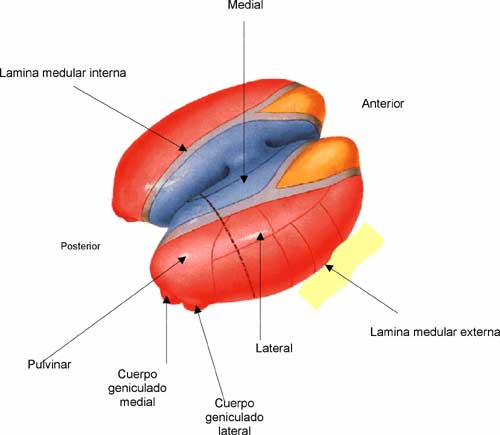 Medial
Lamina medular interna
Anterior
Posterior
Lamina medular externa
Lateral
Pulvinar
Cuerpo
geniculado
medial
Cuerpo
geniculado
lateral